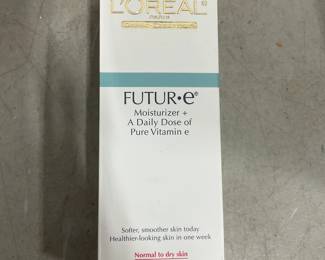 L'ORÉAL
FUTUR•e®
Moisturizer +
A Daily Dose of
Pure Vitamin e
Softer, smoother skin today
Healthier-looking skin in one week
Normal to dry skin